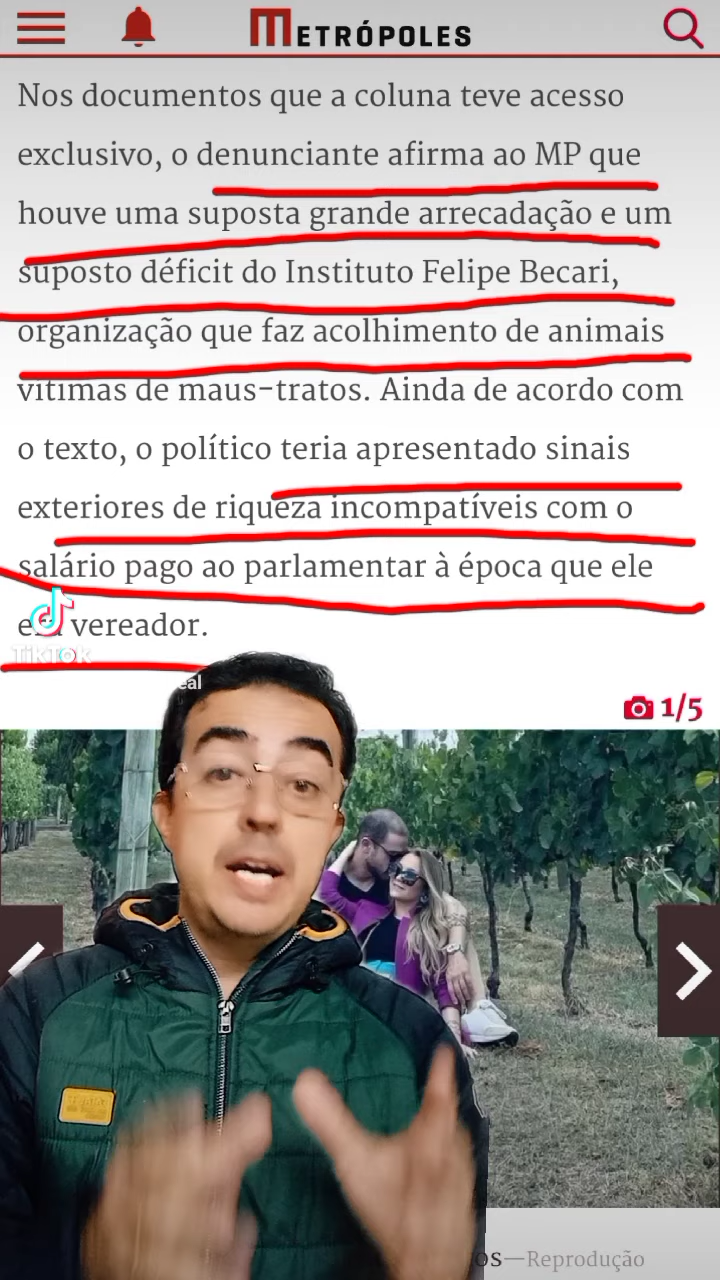 METRÓPOLES
Nos documentos que a coluna teve acesso
exclusivo, o denunciante afirma ao MP que
houve uma suposta grande arrecadação e um
suposto déficit do Instituto Felipe Becari,
organização que faz acolhimento de animais
vítimas de maus-tratos. Ainda de acordo com
o texto, o político teria apresentado sinais
exteriores de riqueza incompatíveis com o
salário pago ao parlamentar à época que ele
era vereador.
TikTok
1/5
Reprodução